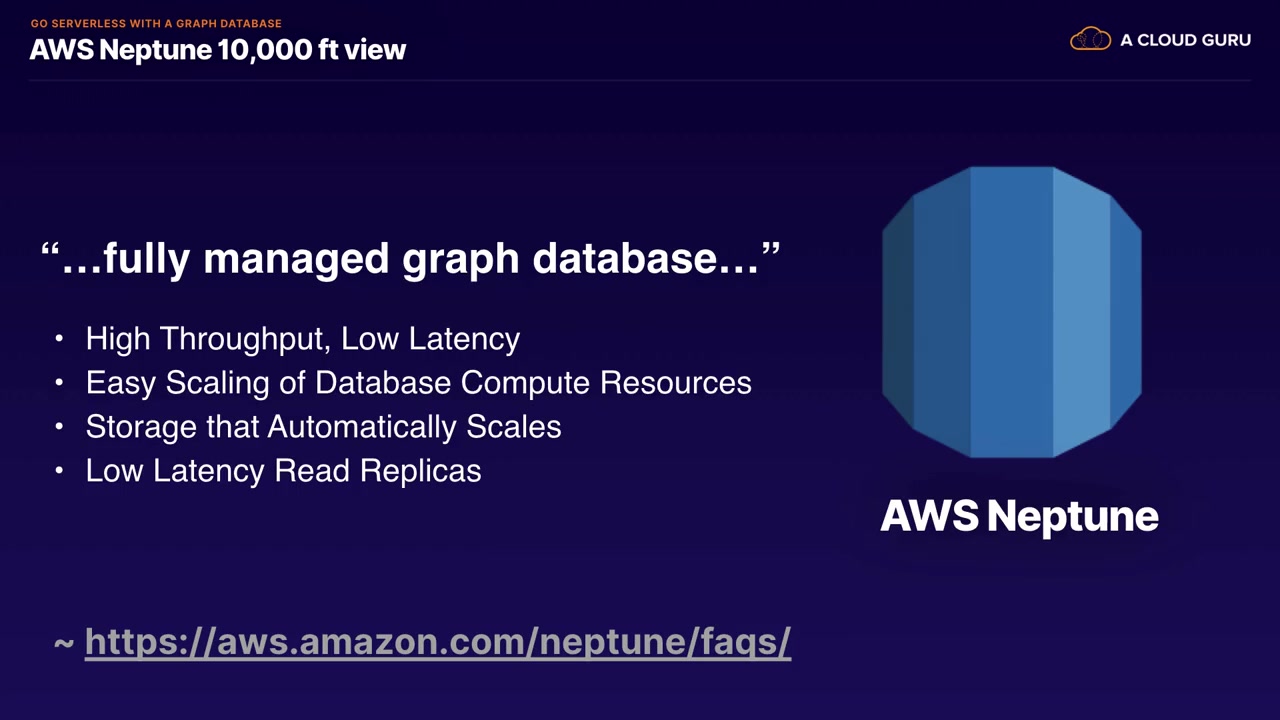 GO SERVERLESS WITH A GRAPH DATABASE
AWS Neptune 10,000 ft view
A CLOUD GURU
“…fully managed graph database…”
• High Throughput, Low Latency
• Easy Scaling of Database Compute Resources
• Storage that Automatically Scales
• Low Latency Read Replicas
AWS Neptune
~ https://aws.amazon.com/neptune/faqs/